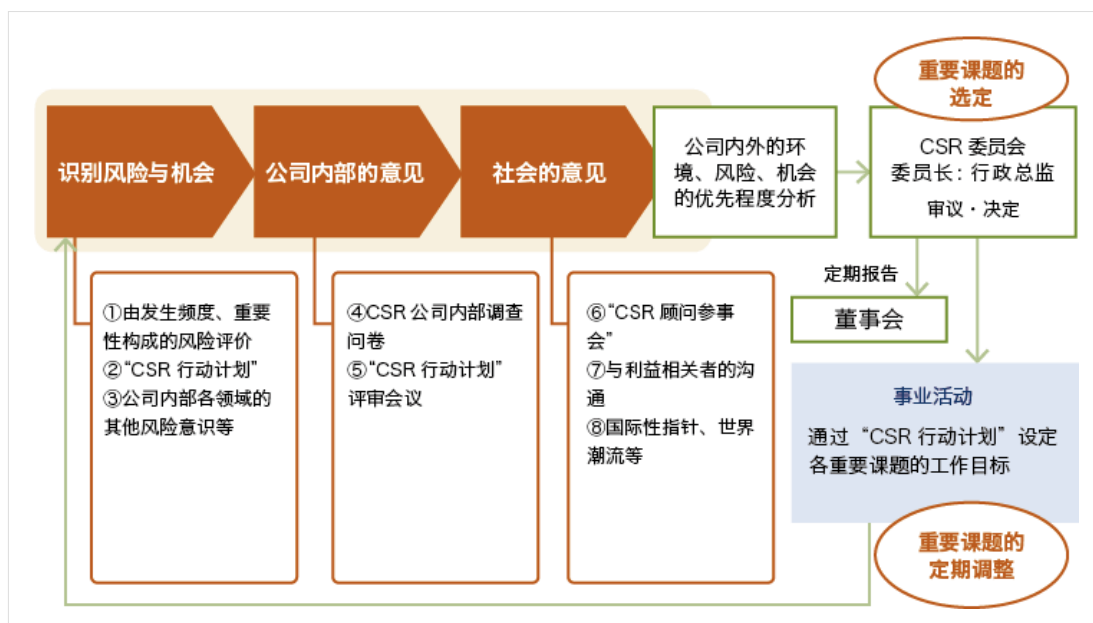 识别风险与机会
①由发生频度、重要
性构成的风险评价
②“CSR 行动计划”
③公司内部各领域的
其他风险意识等
公司内部的意见
④CSR 公司内部调查
问卷
⑤“CSR 行动计划”
评审会议
社会的意见
⑥“CSR 顾问参事
会”
⑦与利益相关者的沟
通
⑧国际性指针、世界
潮流等
公司内外的环
境、风险、机会
的优先程度分析
重要课题的
选定
CSR 委员会
委员长：行政总监
审议·决定
定期报告
董事会
事业活动
通过“CSR 行动计划”设定
各重要课题的工作目标
重要课题的
定期调整